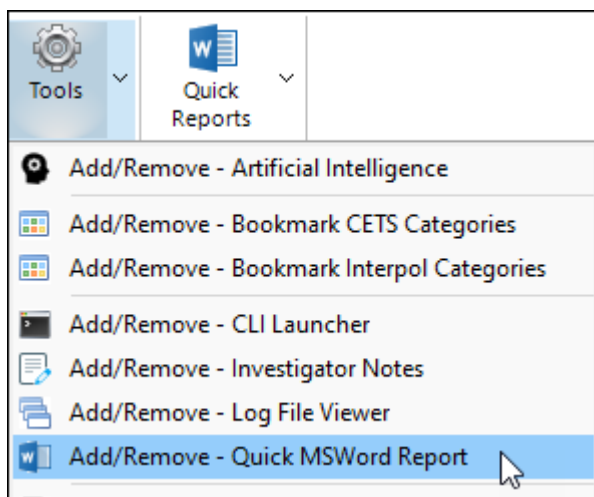 Tools
Quick
Reports
Add/Remove - Artificial Intelligence
Add/Remove - Bookmark CETS Categories
Add/Remove - Bookmark Interpol Categories
Add/Remove - CLI Launcher
Add/Remove - Investigator Notes
Add/Remove - Log File Viewer
Add/Remove - Quick MSWord Report